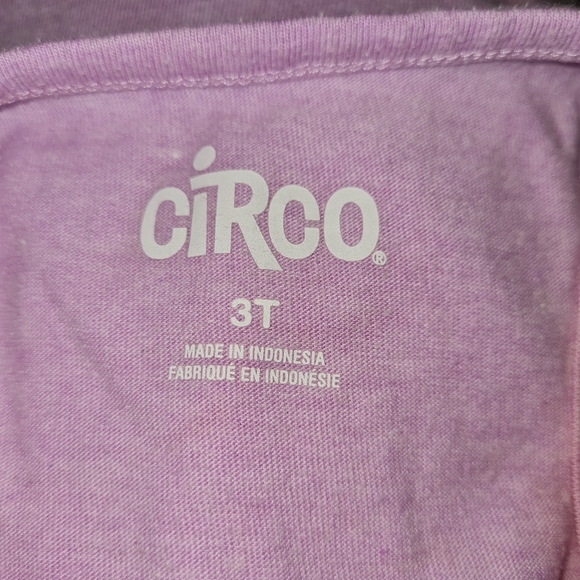 CiRCO®
3T
MADE IN INDONESIA
FABRIQUÉ EN INDONÉSIE